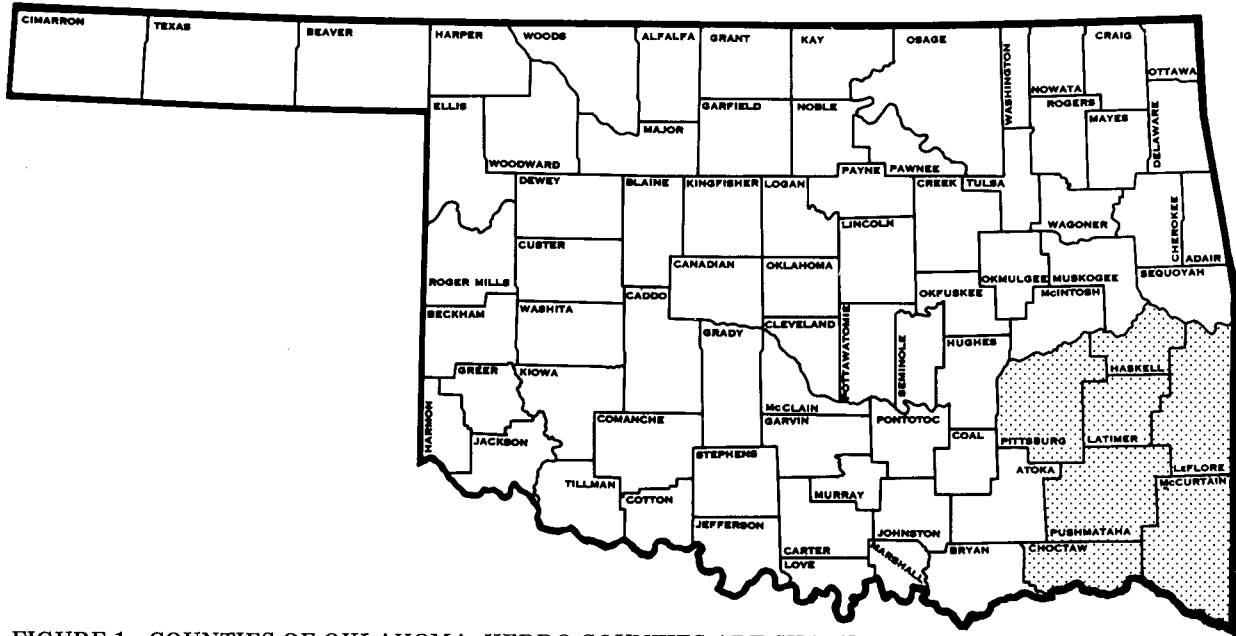 CIMARRON
TEXAS
BEAVER
HARPER
WOODS
ALFALFA
GRANT
KAY
OSAGE
WASHINGTON
NOWATA
CRAIG
OTTAWA
ELLIS
WOODWARD
MAJOR
GARFIELD
NOBLE
PAYNE
PAWNEE
ROGERS
MAYES
DELAWARE
DEWEY
BLAINE
KINGFISHER
LOGAN
CREEK
TULSA
LINCOLN
WAGONER
CHEROKEE
ADAIR
CUSTER
CANADIAN
OKLAHOMA
OKMULGEE
MUSKOGEE
SEQUOYAH
ROGER MILLS
CADDO
OKFUSKEE
McINTOSH
BECKHAM
WASHITA
GRADY
CLEVELAND
POTTAWATOMIE
SEMINOLE
HUGHES
HASKELL
GREER
KIOWA
McCLAIN
HARMON
JACKSON
COMANCHE
GARVIN
PONTOTOC
COAL
PITTSBURG
LATIMER
LeFLORE
STEPHENS
ATOKA
McCURTAIN
TILLMAN
COTTON
MURRAY
JEFFERSON
JOHNSTON
PUSHMATAHA
CARTER
LOVE
MARSHALL
BRYAN
CHOCTAW
FIGURE 1. COUNTIES OF OKLAHOMA. KEDDO COUNTIES ARE